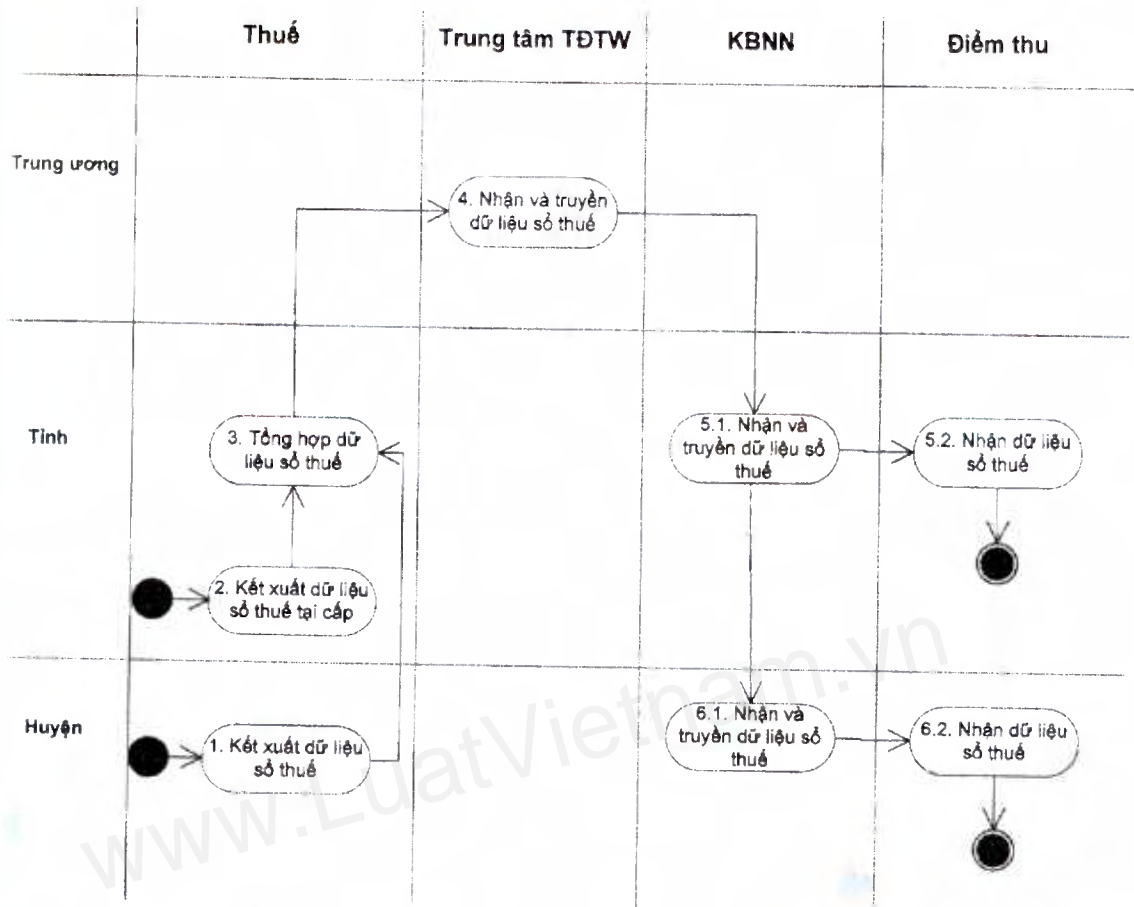 Thuế
Trung tâm TĐTW
KBNN
Điểm thu
Trung ương
4. Nhận và truyền
dữ liệu sổ thuế
Tỉnh
3. Tổng hợp dữ
liệu sổ thuế
5.1. Nhận và
truyền dữ liệu sổ
thuế
5.2. Nhận dữ liệu
sổ thuế
2. Kết xuất dữ liệu
sổ thuế tại cấp
Huyện
1. Kết xuất dữ liệu
sổ thuế
6.1. Nhận và
truyền dữ liệu sổ
thuế
6.2. Nhận dữ liệu
sổ thuế
www.LuatVietnam.vn